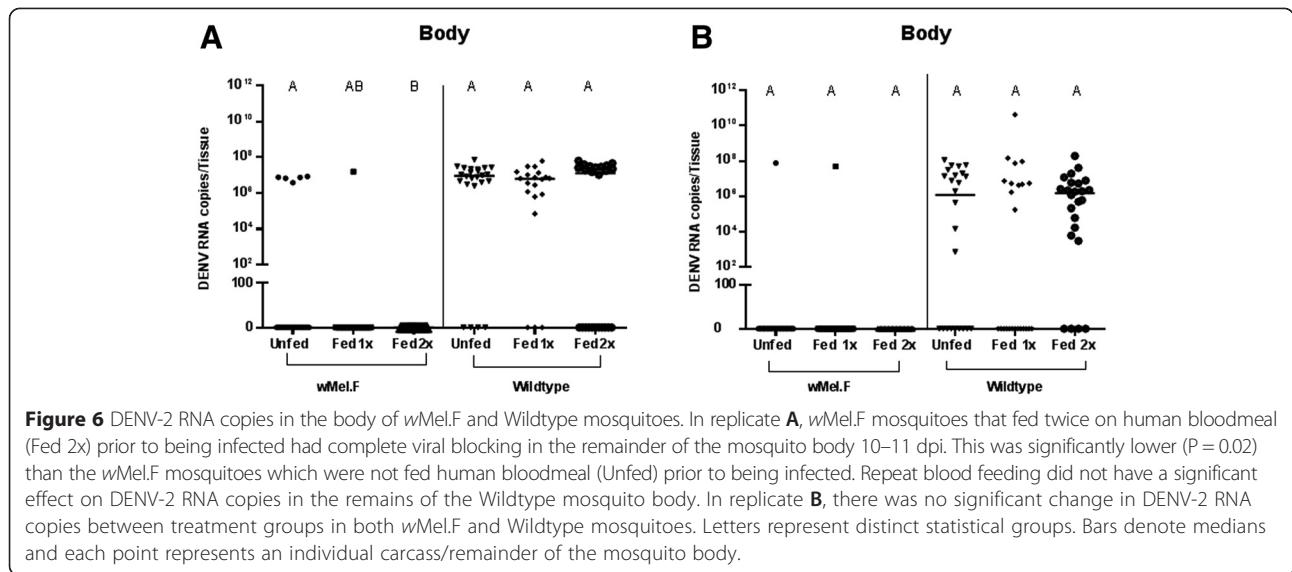 A
Body
B
Body
DENV RNA copies/Tissue
10¹²
10¹⁰
10⁸
10⁶
10⁴
10²
100
0
A AB B A A A
Unfed Fed 1x Fed 2x Unfed Fed 1x Fed 2x
wMel.F Wildtype
DENV RNA copies/Tissue
10¹²
10¹⁰
10⁸
10⁶
10⁴
10²
100
0
A A A A A A
Unfed Fed 1x Fed 2x Unfed Fed 1x Fed 2x
wMel.F Wildtype
Figure 6 DENV-2 RNA copies in the body of wMel.F and Wildtype mosquitoes. In replicate A, wMel.F mosquitoes that fed twice on human bloodmeal
(Fed 2x) prior to being infected had complete viral blocking in the remainder of the mosquito body 10–11 dpi. This was significantly lower (P = 0.02)
than the wMel.F mosquitoes which were not fed human bloodmeal (Unfed) prior to being infected. Repeat blood feeding did not have a significant
effect on DENV-2 RNA copies in the remains of the Wildtype mosquito body. In replicate B, there was no significant change in DENV-2 RNA
copies between treatment groups in both wMel.F and Wildtype mosquitoes. Letters represent distinct statistical groups. Bars denote medians
and each point represents an individual carcass/remainder of the mosquito body.